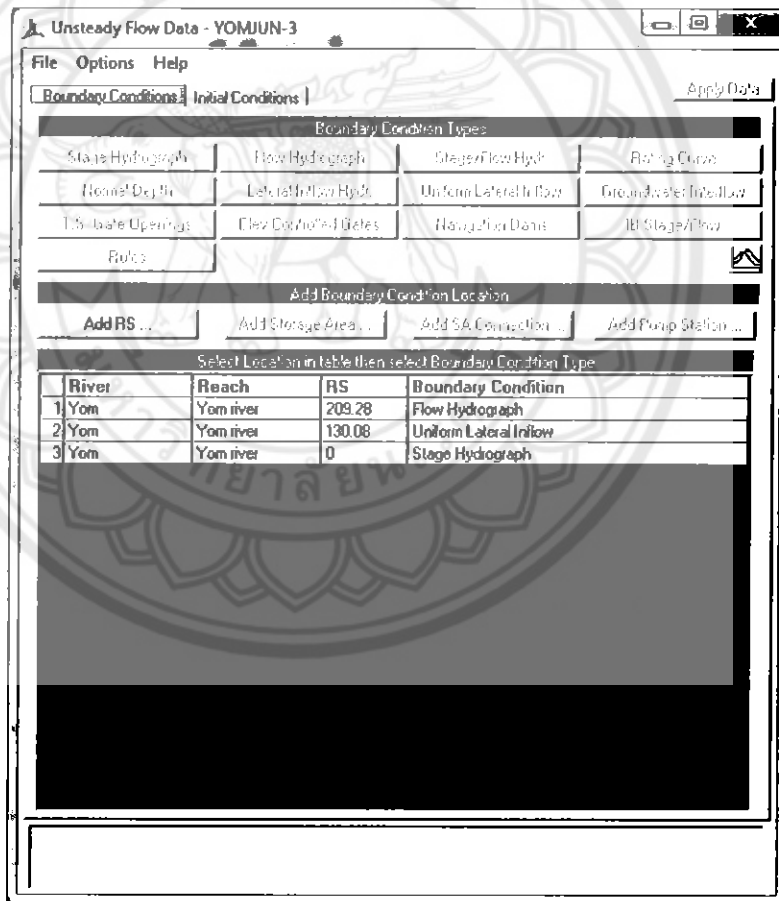 Unsteady Flow Data - YOMJUN-3
File Options Help
Boundary Conditions Initial Conditions Apply Data
Boundary Condition Types
Stage Hydrograph Flow Hydrograph Stage/Flow Hydr. Rating Curve
Normal Depth Lateral Inflow Hydr. Uniform Lateral Inflow Groundwater Interflow
T.S. Gate Openings Elev Controlled Gates Navigation Dams IB Stage/Flow
Rules
Add Boundary Condition Location
Add RS ... Add Storage Area ... Add SA Connection ... Add Pump Station ...
Select Location in table then select Boundary Condition Type
River Reach RS Boundary Condition
1 Yom Yom river 209.28 Flow Hydrograph
2 Yom Yom river 130.08 Uniform Lateral Inflow
3 Yom Yom river 0 Stage Hydrograph